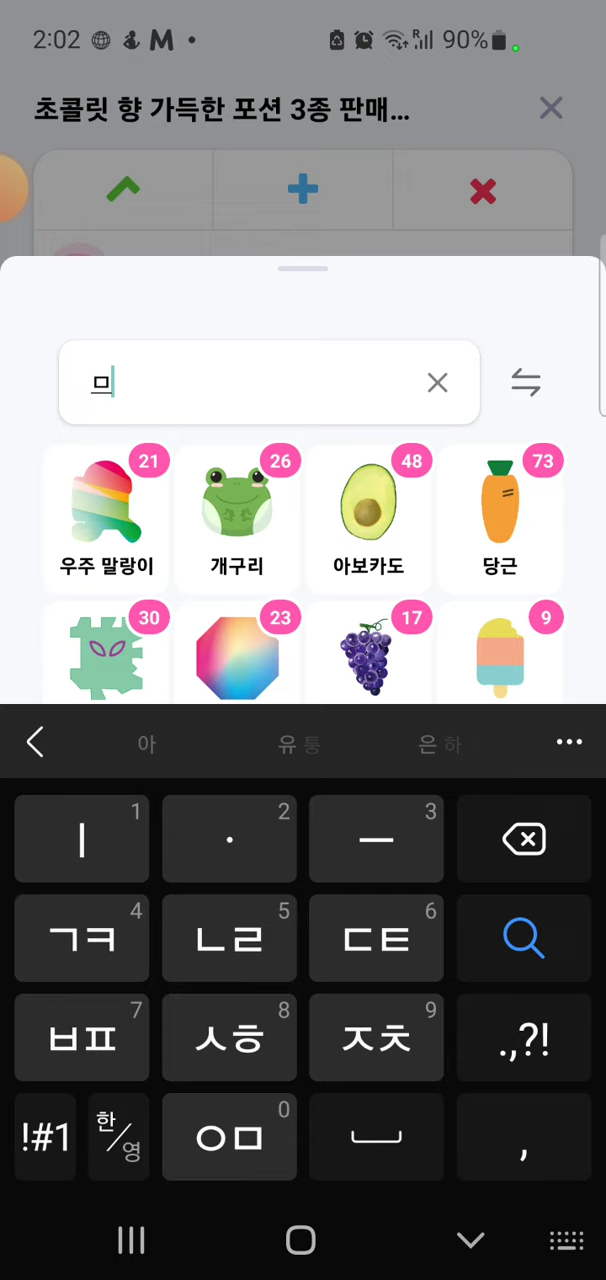 2:02 M R 90%
초콜릿 향 가득한 포션 3종 판매...
ㅁ
21 26 48 73
우주 말랑이 개구리 아보카도 당근
30 23 17 9
아 유 튱 은 하
1 2 3
ㅣ · ㅡ
4 5 6
ㄱㅋ ㄴㄹ ㄷㅌ
7 8 9
ㅂㅍ ㅅㅎ ㅈㅊ .,?!
0
!#1 한/영 ㅇㅁ ,